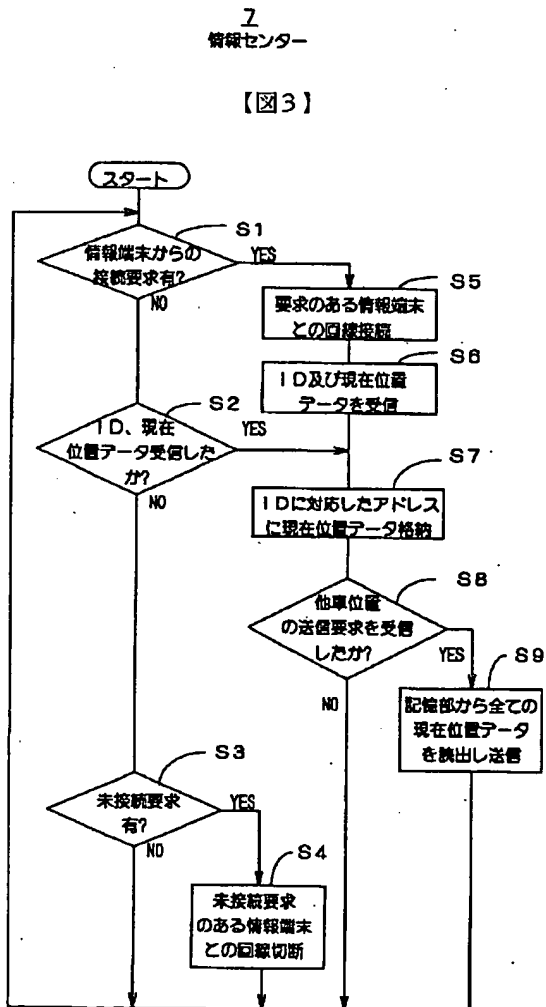 7
情報センター
【図3】
スタート
S1
情報端末からの
接続要求有?
YES
NO
S5
要求のある情報端末
との回線接続
S6
ID及び現在位置
データを受信
S2
ID、現在
位置データ受信した
か?
YES
NO
S7
IDに対応したアドレス
に現在位置データ格納
S8
他車位置
の送信要求を受信
したか?
YES
NO
S9
記憶部から全ての
現在位置データ
を読出し送信
S3
未接続要求
有?
YES
NO
S4
未接続要求
のある情報端末
との回線切断